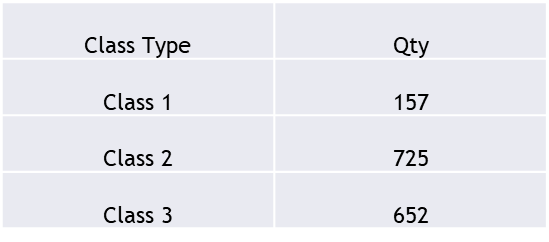 Class Type Qty
Class 1 157
Class 2 725
Class 3 652